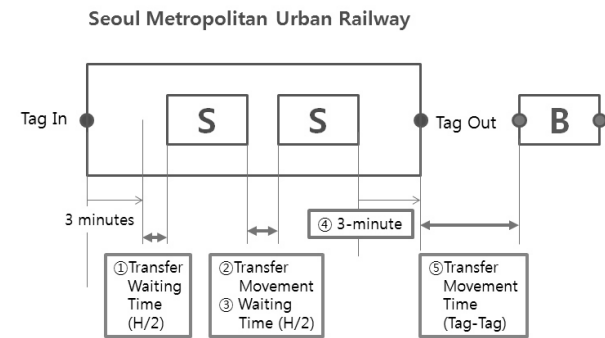 Seoul Metropolitan Urban Railway
Tag In
S
S
Tag Out
B
3 minutes
④ 3-minute
①Transfer
Waiting
Time
(H/2)
②Transfer
Movement
③ Waiting
Time (H/2)
⑤Transfer
Movement
Time
(Tag-Tag)